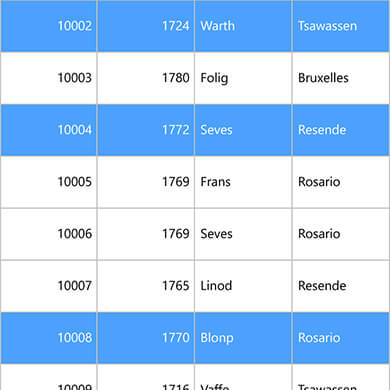 10002 1724 Warth Tsawassen
10003 1780 Folig Bruxelles
10004 1772 Seves Resende
10005 1769 Frans Rosario
10006 1769 Seves Rosario
10007 1765 Linod Resende
10008 1770 Blonp Rosario
10009 1716 Vaffe Tsawassen